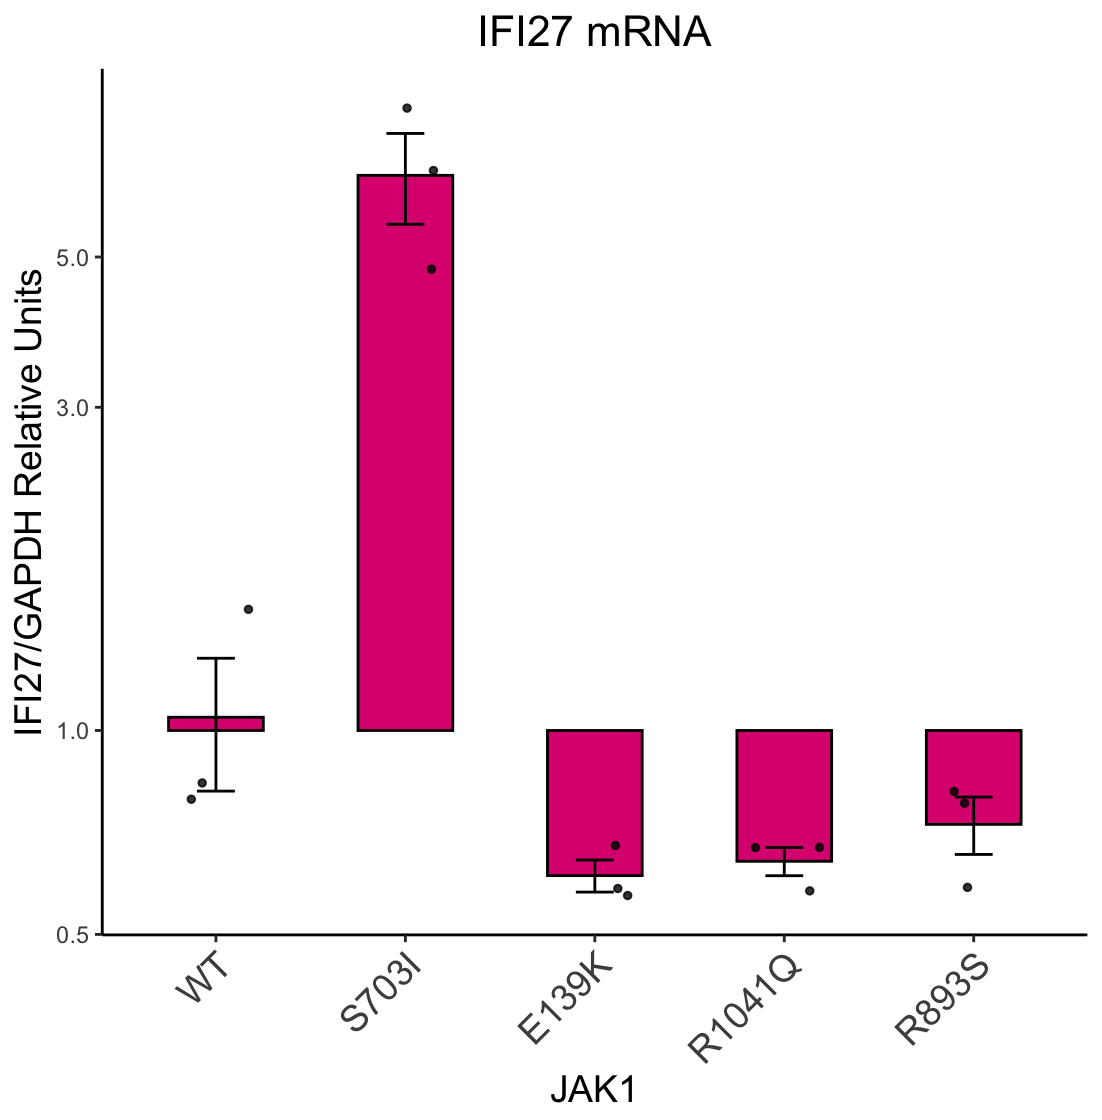 IFI27 mRNA
IFI27/GAPDH Relative Units
5.0
3.0
1.0
0.5
WT
S703I
E139K
R1041Q
R893S
JAK1